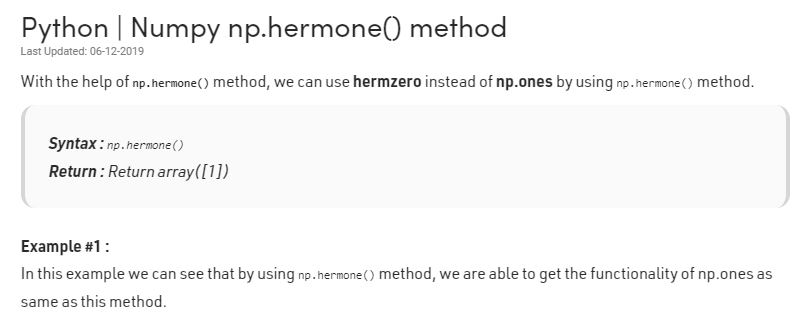 Python | Numpy np.hermone() method
Last Updated: 06-12-2019
With the help of np.hermone() method, we can use hermzero instead of np.ones by using np.hermone() method.
Syntax : np.hermone()
Return : Return array([1])
Example #1 :
In this example we can see that by using np.hermone() method, we are able to get the functionality of np.ones as
same as this method.